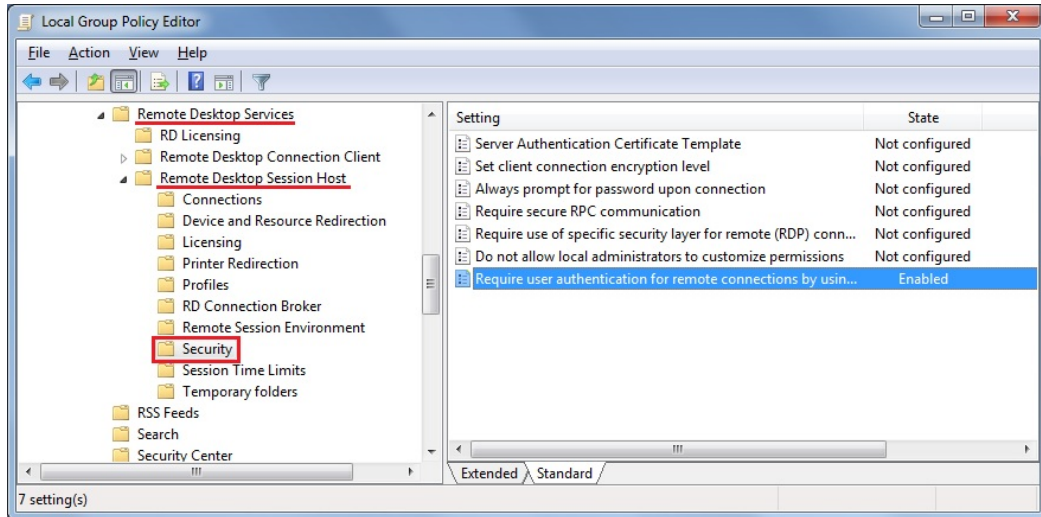 Local Group Policy Editor
File Action View Help
Remote Desktop Services
RD Licensing
Remote Desktop Connection Client
Remote Desktop Session Host
Connections
Device and Resource Redirection
Licensing
Printer Redirection
Profiles
RD Connection Broker
Remote Session Environment
Security
Session Time Limits
Temporary folders
RSS Feeds
Search
Security Center
Setting State
Server Authentication Certificate Template Not configured
Set client connection encryption level Not configured
Always prompt for password upon connection Not configured
Require secure RPC communication Not configured
Require use of specific security layer for remote (RDP) conn... Not configured
Do not allow local administrators to customize permissions Not configured
Require user authentication for remote connections by usin... Enabled
Extended Standard
7 setting(s)